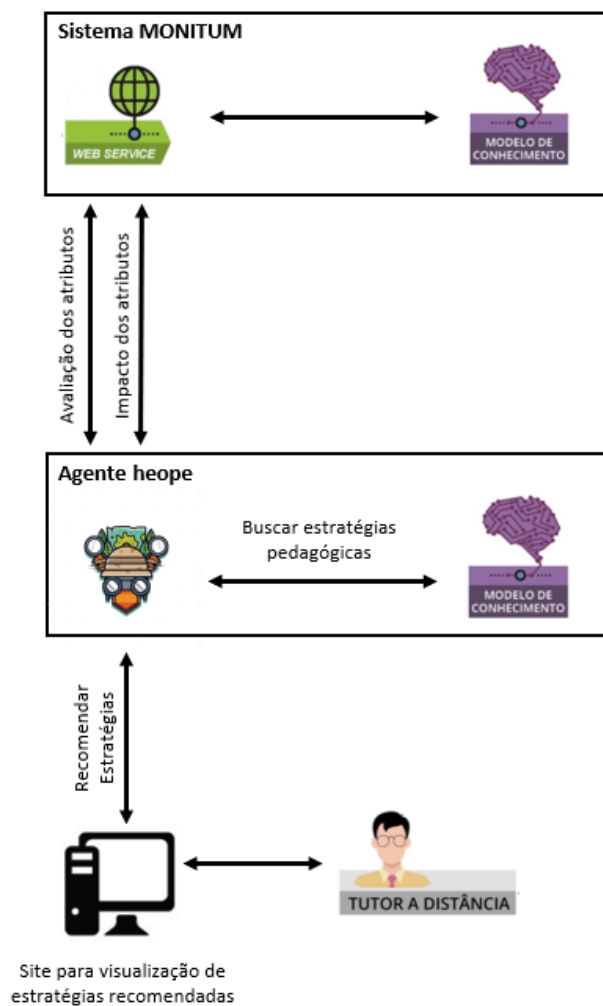 Sistema MONITUM
WEB SERVICE
MODELO DE
CONHECIMENTO
Avaliação dos atributos
Impacto dos atributos
Agente heope
Buscar estratégias
pedagógicas
MODELO DE
CONHECIMENTO
Recomendar
Estratégias
TUTOR A DISTÂNCIA
Site para visualização de
estratégias recomendadas